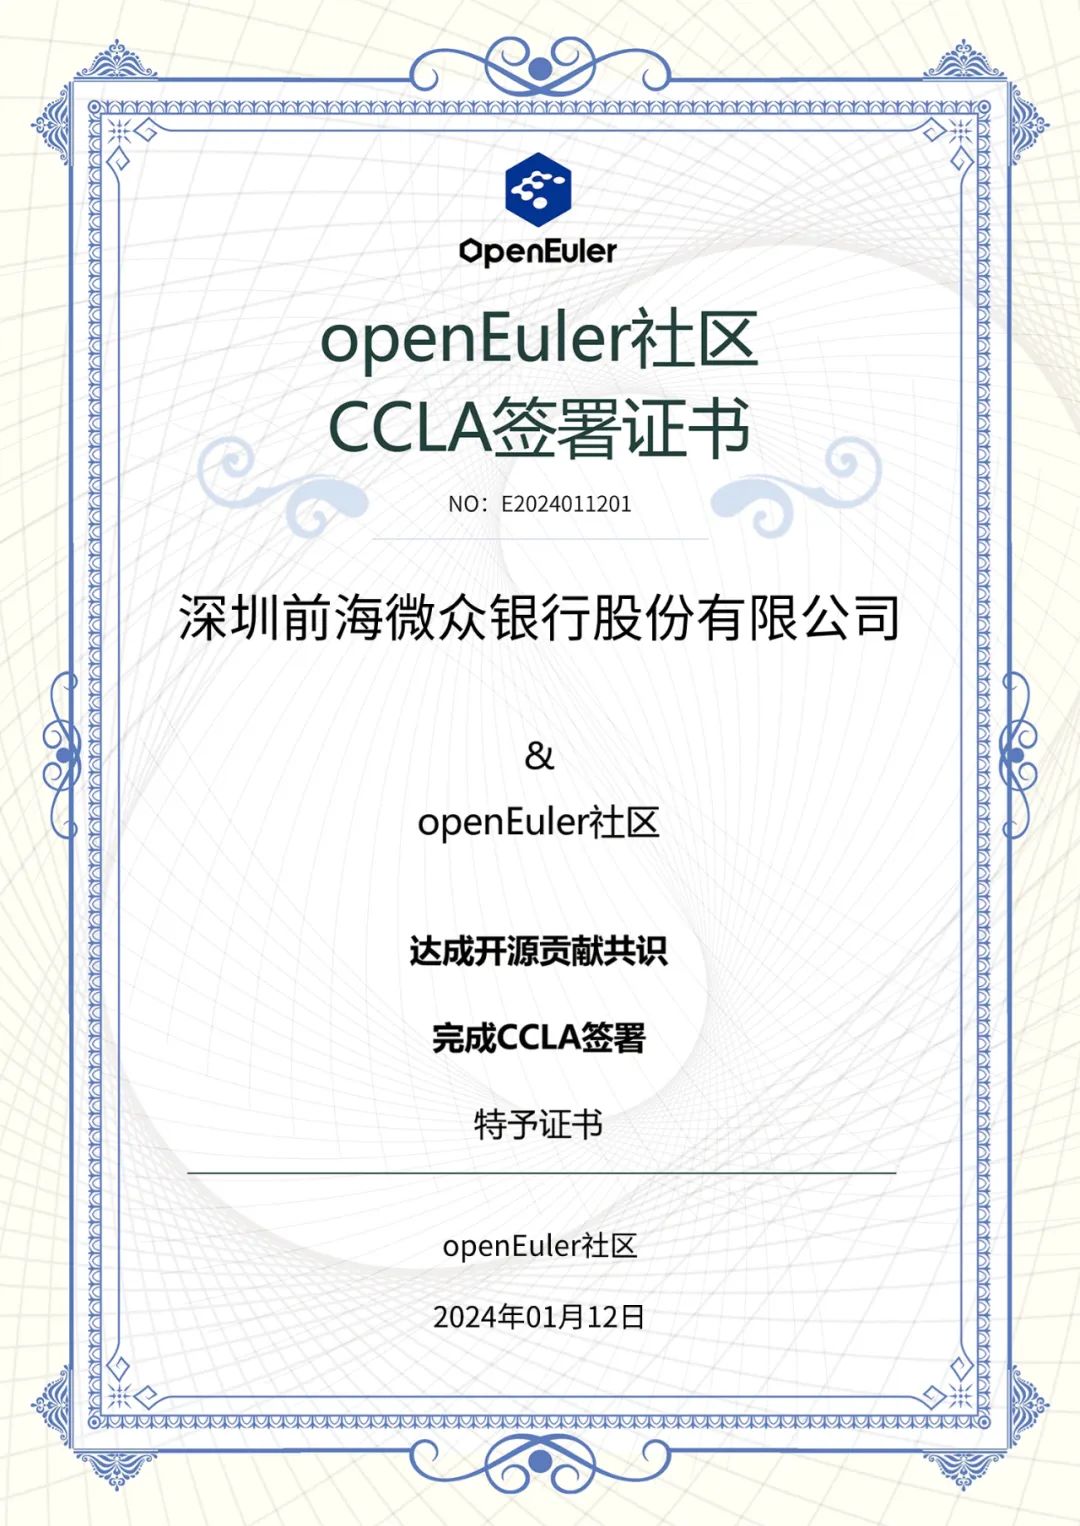 OpenEuler
openEuler社区
CCLA签署证书
NO：E2024011201
深圳前海微众银行股份有限公司
&
openEuler社区
达成开源贡献共识
完成CCLA签署
特予证书
openEuler社区
2024年01月12日